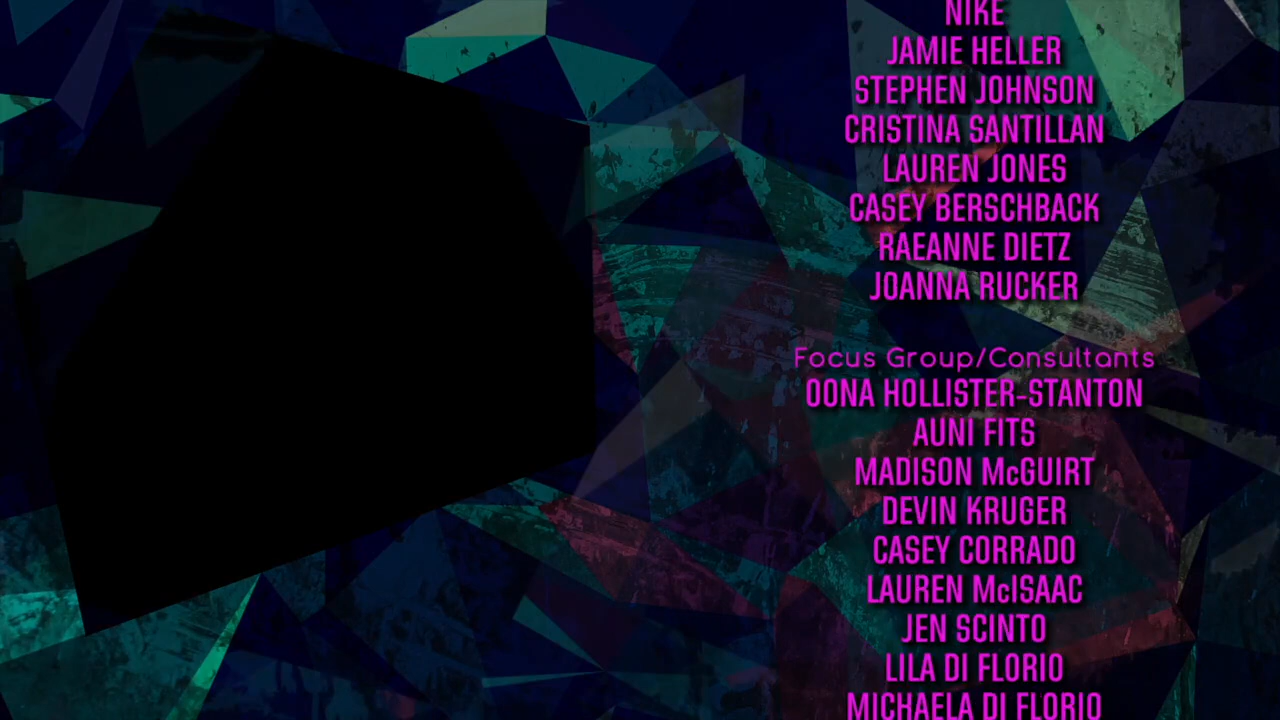 NIKE
JAMIE HELLER
STEPHEN JOHNSON
CRISTINA SANTILLAN
LAUREN JONES
CASEY BERSCHBACK
RAEANNE DIETZ
JOANNA RUCKER
Focus Group/Consultants
OONA HOLLISTER-STANTON
AUNI FITS
MADISON McGUIRT
DEVIN KRUGER
CASEY CORRADO
LAUREN McISAAC
JEN SCINTO
LILA DI FLORIO
MICHAELA DI FLORIO